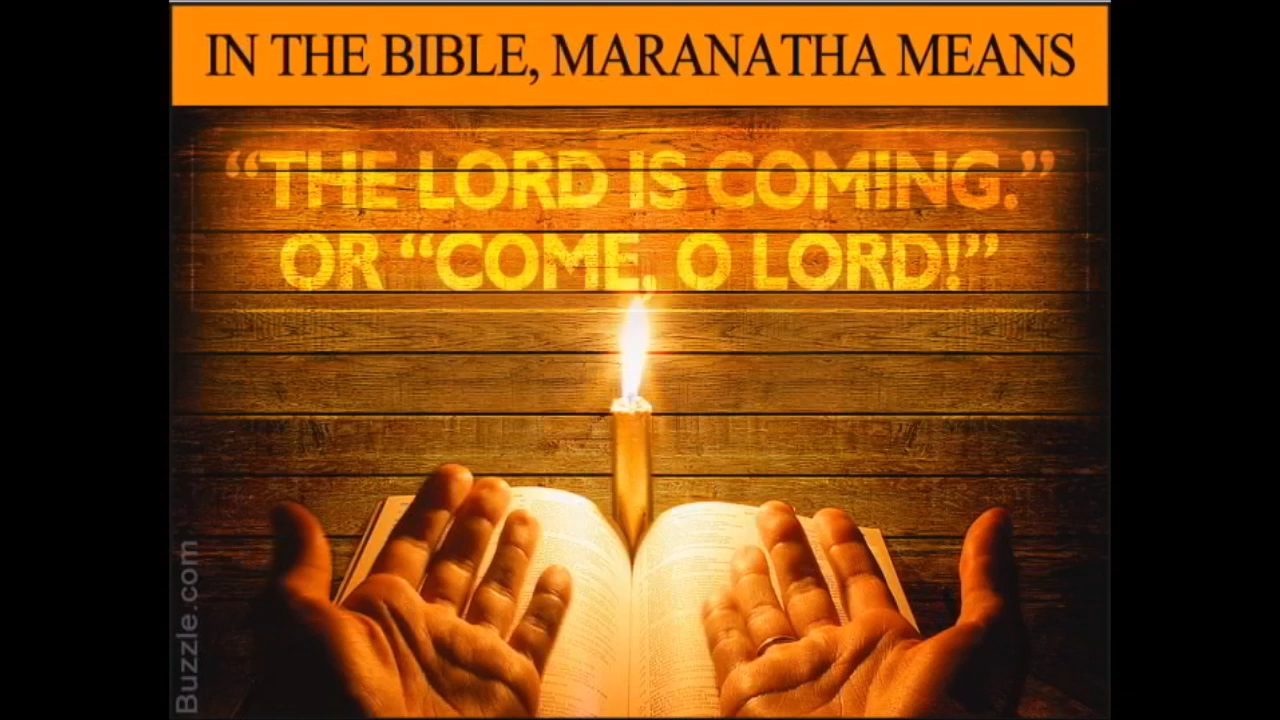 IN THE BIBLE, MARANATHA MEANS
“THE LORD IS COMING.”
OR “COME, O LORD!”
Buzzle.com